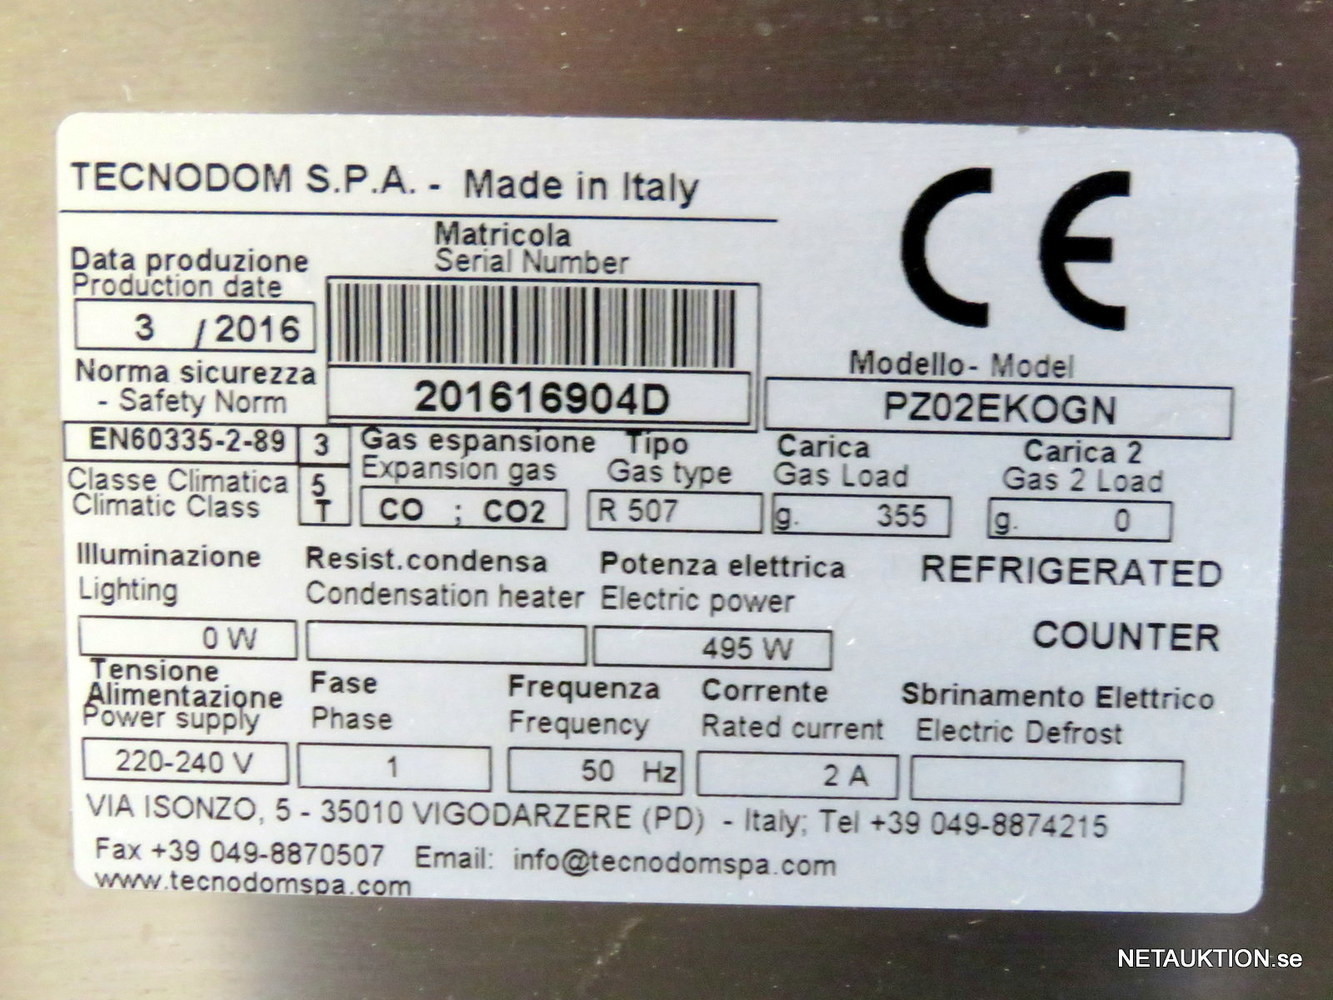 TECNODOM S.P.A. - Made in Italy
Matricola
Serial Number
Data produzione
Production date
3 / 2016
201616904D
Norma sicurezza
- Safety Norm
Modello- Model
PZ02EKOGN
EN60335-2-89 3
Classe Climatica 5
Climatic Class T
Gas espansione Tipo Carica Carica 2
Expansion gas Gas type Gas Load Gas 2 Load
CO ; CO2 R 507 g. 355 g. 0
Illuminazione Resist.condensa Potenza elettrica
Lighting Condensation heater Electric power
0 W 495 W
REFRIGERATED
COUNTER
Tensione
Alimentazione Fase Frequenza Corrente Sbrinamento Elettrico
Power supply Phase Frequency Rated current Electric Defrost
220-240 V 1 50 Hz 2 A
VIA ISONZO, 5 - 35010 VIGODARZERE (PD) - Italy; Tel +39 049-8874215
Fax +39 049-8870507 Email: info@tecnodomspa.com
www.tecnodomspa.com
NETAUKTION.se